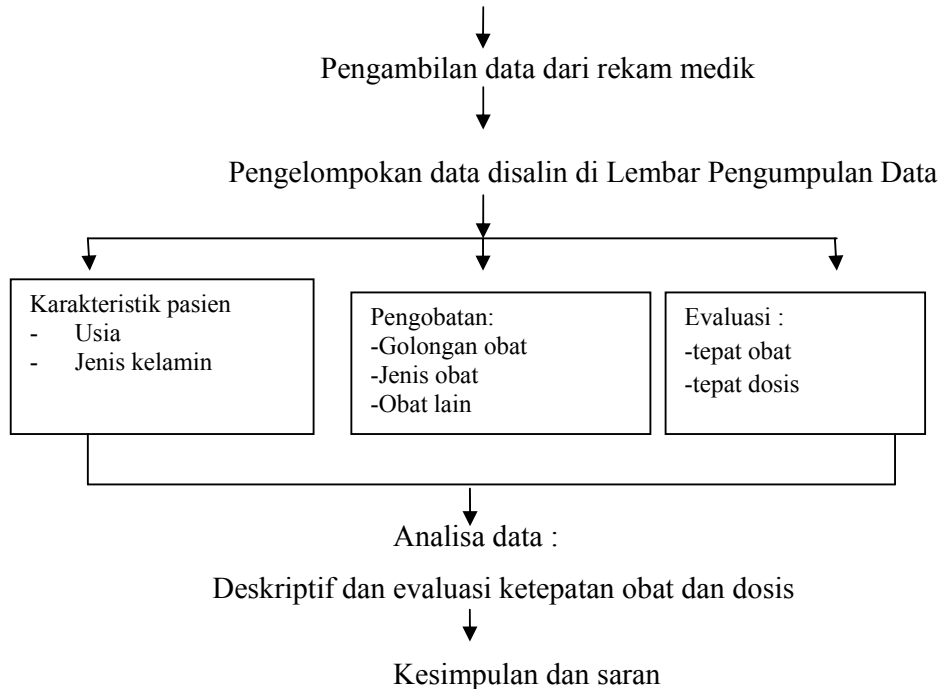 Pengambilan data dari rekam medik
Pengelompokan data disalin di Lembar Pengumpulan Data
Karakteristik pasien
- Usia
- Jenis kelamin
Pengobatan:
-Golongan obat
-Jenis obat
-Obat lain
Evaluasi :
-tepat obat
-tepat dosis
Analisa data :
Deskriptif dan evaluasi ketepatan obat dan dosis
Kesimpulan dan saran